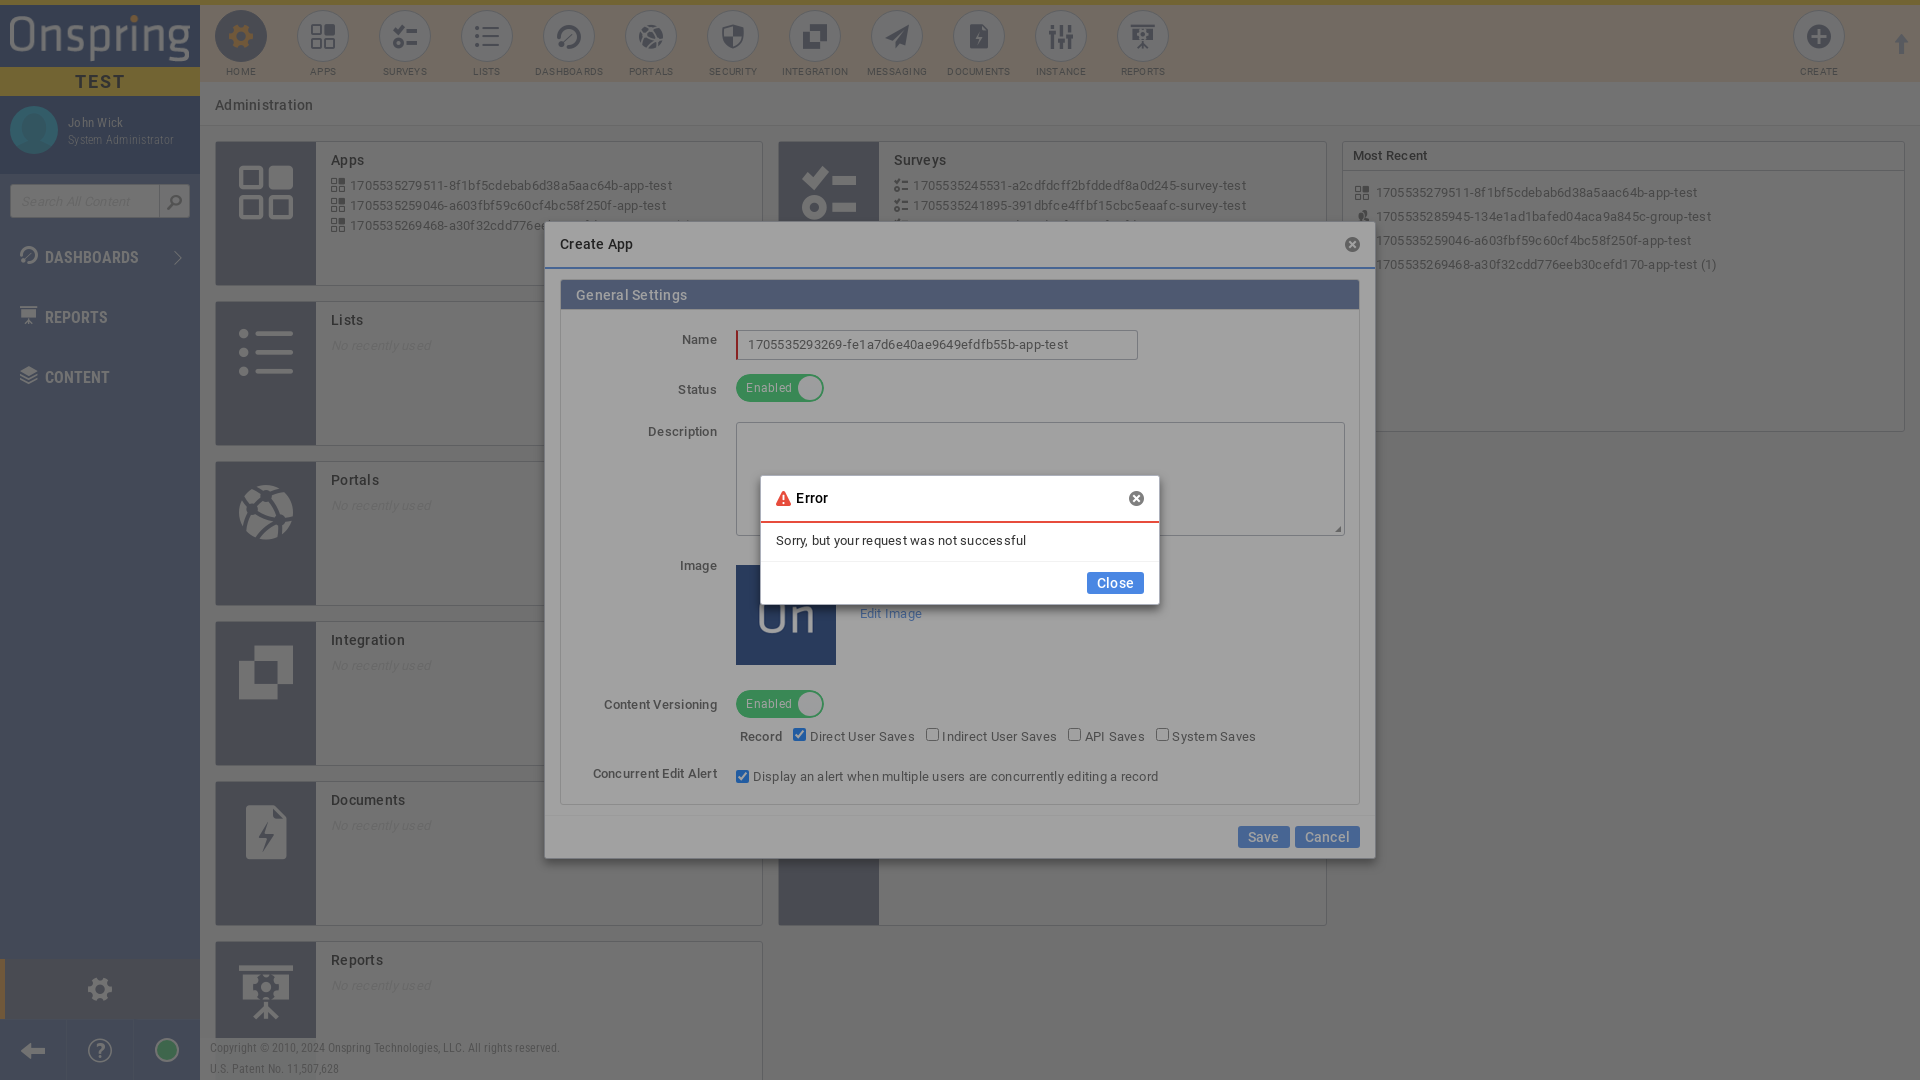 Onspring
TEST
John Wick
System Administrator
Search All Content
DASHBOARDS
REPORTS
CONTENT
HOME
APPS
SURVEYS
LISTS
DASHBOARDS
PORTALS
SECURITY
INTEGRATION
MESSAGING
DOCUMENTS
INSTANCE
REPORTS
CREATE
Administration
Apps
1705535279511-8f1bf5cdebab6d38a5aac64b-app-test
1705535259046-a603fbf59c60cf4bc58f250f-app-test
Surveys
1705535245531-a2cdfdcff2bfddedf8a0d245-survey-test
1705535241895-391dbfce4ffbf15cbc5eaafc-survey-test
Most Recent
1705535279511-8f1bf5cdebab6d38a5aac64b-app-test
1705535285945-134e1ad1bafed04aca9a845c-group-test
1705535259046-a603fbf59c60cf4bc58f250f-app-test
1705535269468-a30f32cdd776eeb30cefd170-app-test (1)
Lists
No recently used
Portals
No recently used
Integration
No recently used
Documents
No recently used
Reports
No recently used
Create App
General Settings
Name
1705535293269-fe1a7d6e40ae9649efdfb55b-app-test
Status
Enabled
Description
Image
Un
Edit Image
Content Versioning
Enabled
Record Direct User Saves Indirect User Saves API Saves System Saves
Concurrent Edit Alert
Display an alert when multiple users are concurrently editing a record
Save
Cancel
Error
Sorry, but your request was not successful
Close
Copyright © 2010, 2024 Onspring Technologies, LLC. All rights reserved.
U.S. Patent No. 11,507,628